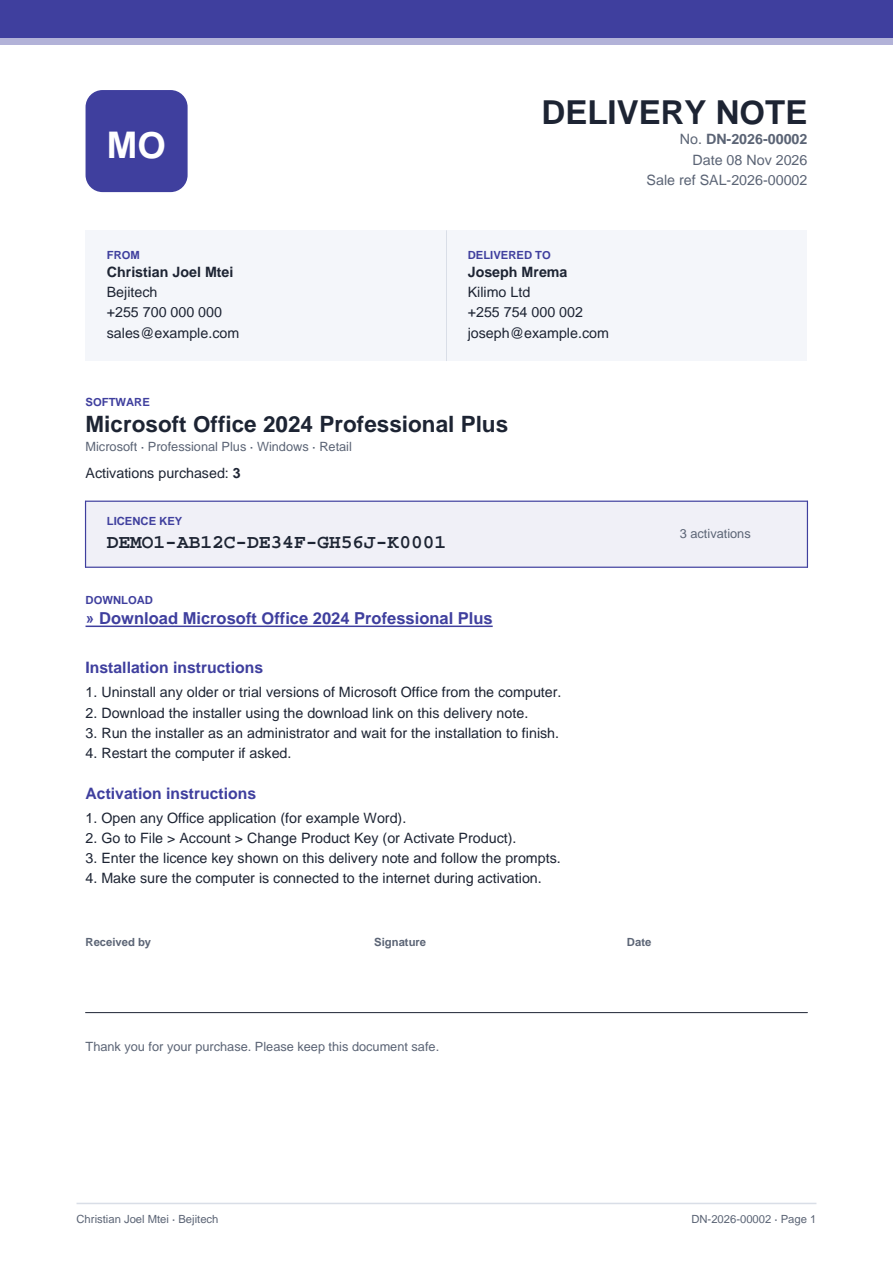 MO
DELIVERY NOTE
No. DN-2026-00002
Date 08 Nov 2026
Sale ref SAL-2026-00002
FROM
Christian Joel Mtei
Bejitech
+255 700 000 000
sales@example.com
DELIVERED TO
Joseph Mrema
Kilimo Ltd
+255 754 000 002
joseph@example.com
SOFTWARE
Microsoft Office 2024 Professional Plus
Microsoft · Professional Plus · Windows · Retail
Activations purchased: 3
LICENCE KEY
DEMO1-AB12C-DE34F-GH56J-K0001
3 activations
DOWNLOAD
» Download Microsoft Office 2024 Professional Plus
Installation instructions
1. Uninstall any older or trial versions of Microsoft Office from the computer.
2. Download the installer using the download link on this delivery note.
3. Run the installer as an administrator and wait for the installation to finish.
4. Restart the computer if asked.
Activation instructions
1. Open any Office application (for example Word).
2. Go to File > Account > Change Product Key (or Activate Product).
3. Enter the licence key shown on this delivery note and follow the prompts.
4. Make sure the computer is connected to the internet during activation.
Received by Signature Date
Thank you for your purchase. Please keep this document safe.
Christian Joel Mtei · Bejitech DN-2026-00002 · Page 1